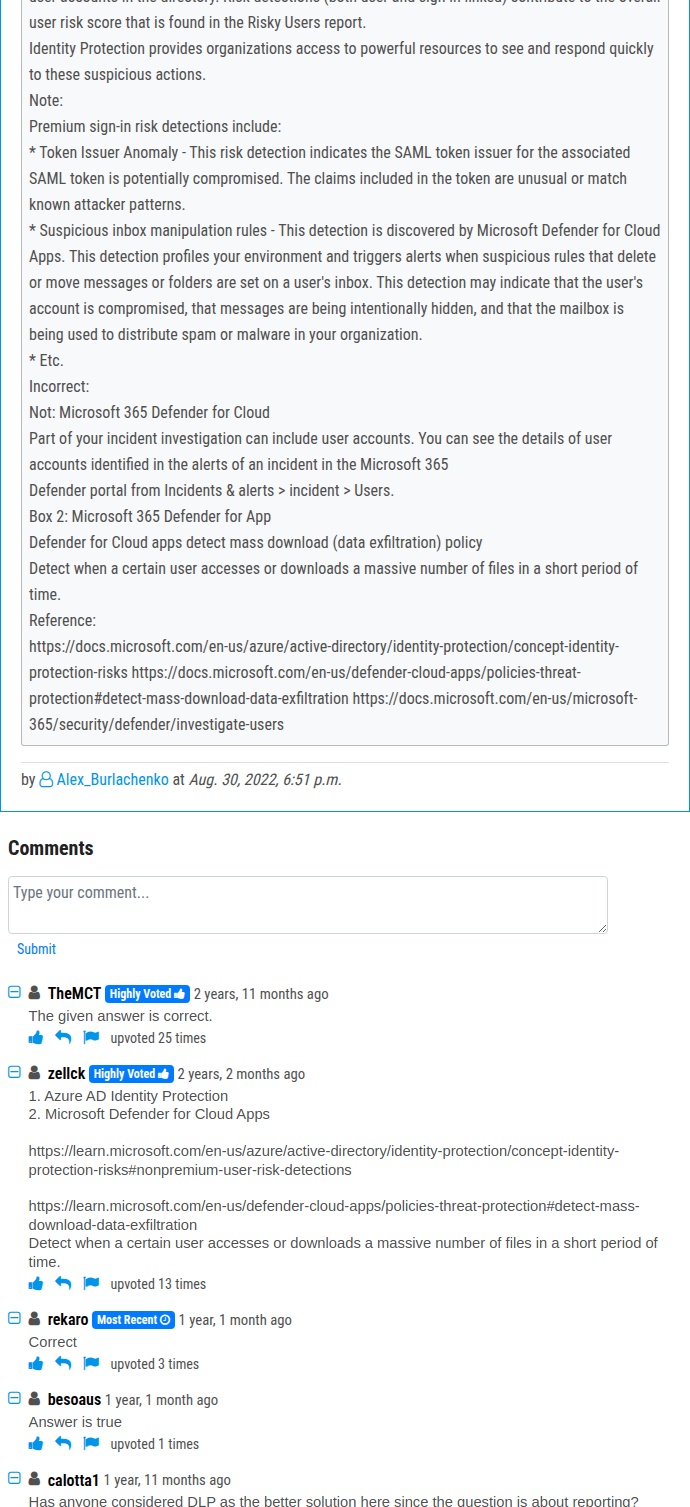 user risk score that is found in the Risky Users report.
Identity Protection provides organizations access to powerful resources to see and respond quickly
to these suspicious actions.
Note:
Premium sign-in risk detections include:
* Token Issuer Anomaly - This risk detection indicates the SAML token issuer for the associated
SAML token is potentially compromised. The claims included in the token are unusual or match
known attacker patterns.
* Suspicious inbox manipulation rules - This detection is discovered by Microsoft Defender for Cloud
Apps. This detection profiles your environment and triggers alerts when suspicious rules that delete
or move messages or folders are set on a user's inbox. This detection may indicate that the user's
account is compromised, that messages are being intentionally hidden, and that the mailbox is
being used to distribute spam or malware in your organization.
* Etc.
Incorrect:
Not: Microsoft 365 Defender for Cloud
Part of your incident investigation can include user accounts. You can see the details of user
accounts identified in the alerts of an incident in the Microsoft 365
Defender portal from Incidents & alerts > incident > Users.
Box 2: Microsoft 365 Defender for App
Defender for Cloud apps detect mass download (data exfiltration) policy
Detect when a certain user accesses or downloads a massive number of files in a short period of
time.
Reference:
https://docs.microsoft.com/en-us/azure/active-directory/identity-protection/concept-identity-
protection-risks https://docs.microsoft.com/en-us/defender-cloud-apps/policies-threat-
protection#detect-mass-download-data-exfiltration https://docs.microsoft.com/en-us/microsoft-
365/security/defender/investigate-users
by Alex_Burlachenko at Aug. 30, 2022, 6:51 p.m.
Comments
Type your comment...
Submit
TheMCT Highly Voted 2 years, 11 months ago
The given answer is correct.
upvoted 25 times
zellck Highly Voted 2 years, 2 months ago
1. Azure AD Identity Protection
2. Microsoft Defender for Cloud Apps
https://learn.microsoft.com/en-us/azure/active-directory/identity-protection/concept-identity-
protection-risks#nonpremium-user-risk-detections
https://learn.microsoft.com/en-us/defender-cloud-apps/policies-threat-protection#detect-mass-
download-data-exfiltration
Detect when a certain user accesses or downloads a massive number of files in a short period of
time.
upvoted 13 times
rekaro Most Recent 1 year, 1 month ago
Correct
upvoted 3 times
besoaus 1 year, 1 month ago
Answer is true
upvoted 1 times
calotta1 1 year, 11 months ago
Has anyone considered DLP as the better solution here since the question is about reporting?